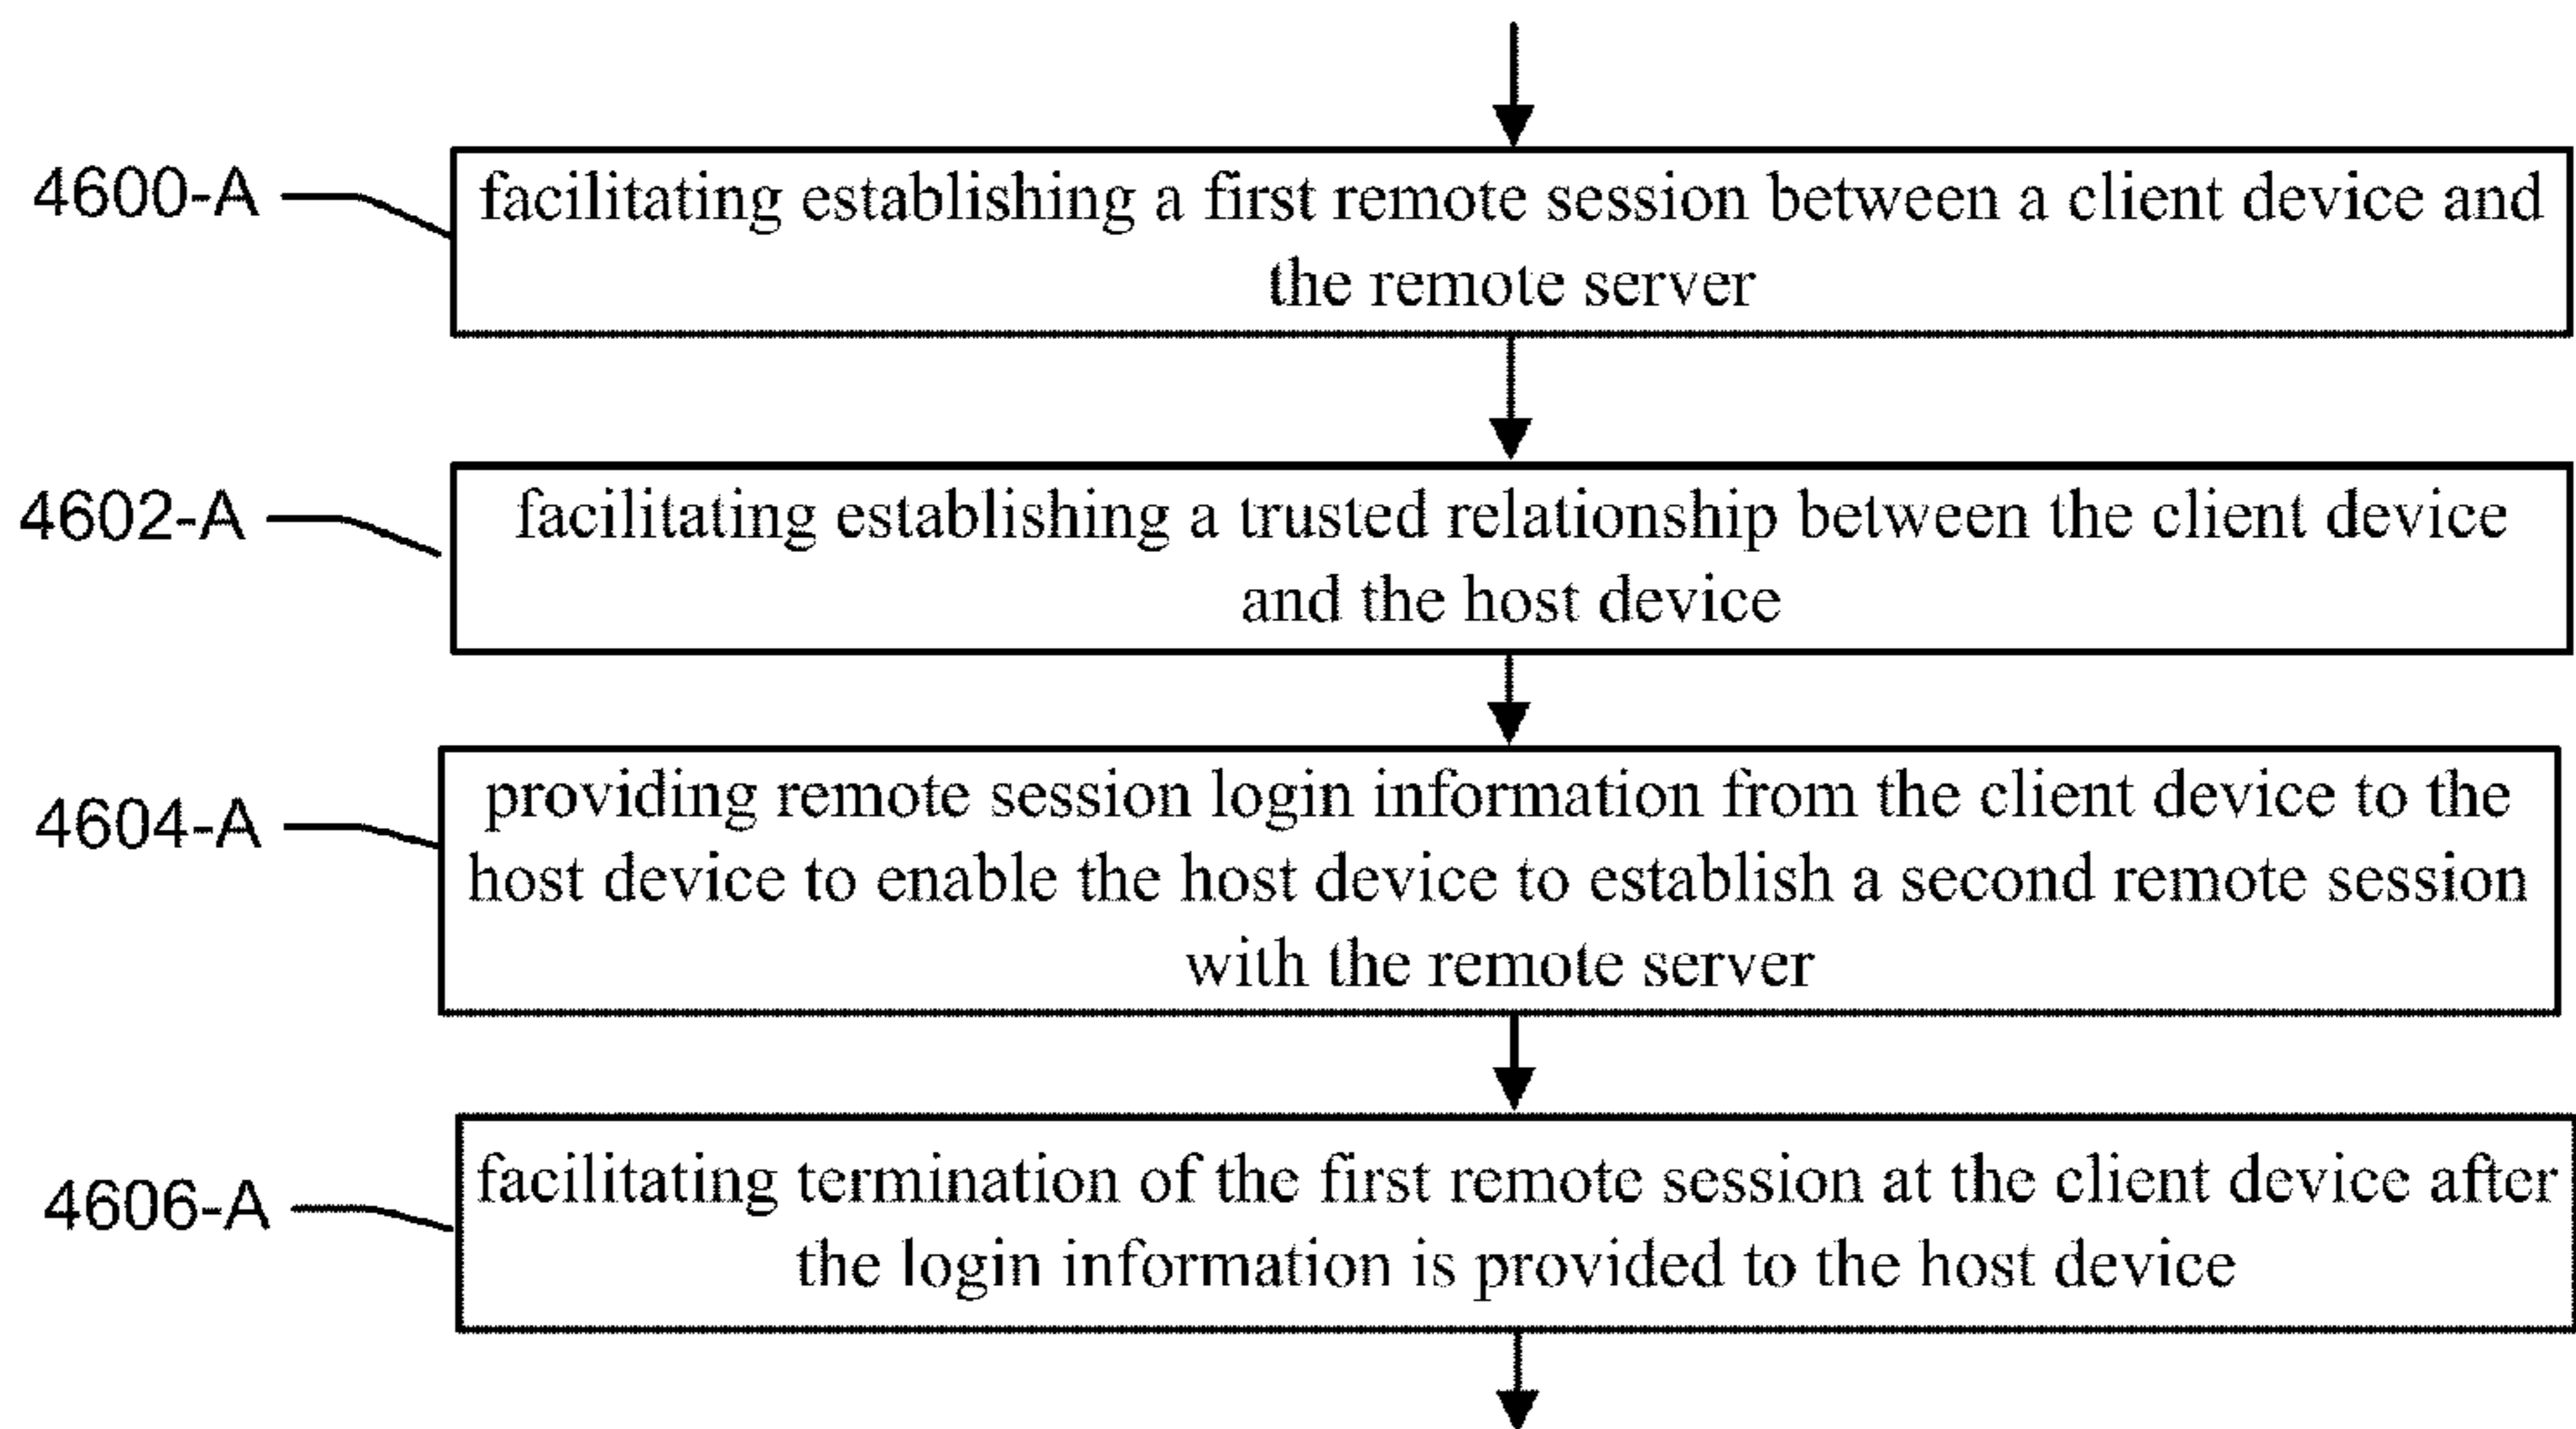 4600-A
facilitating establishing a first remote session between a client device and
the remote server
4602-A
facilitating establishing a trusted relationship between the client device
and the host device
4604-A
providing remote session login information from the client device to the
host device to enable the host device to establish a second remote session
with the remote server
4606-A
facilitating termination of the first remote session at the client device after
the login information is provided to the host device